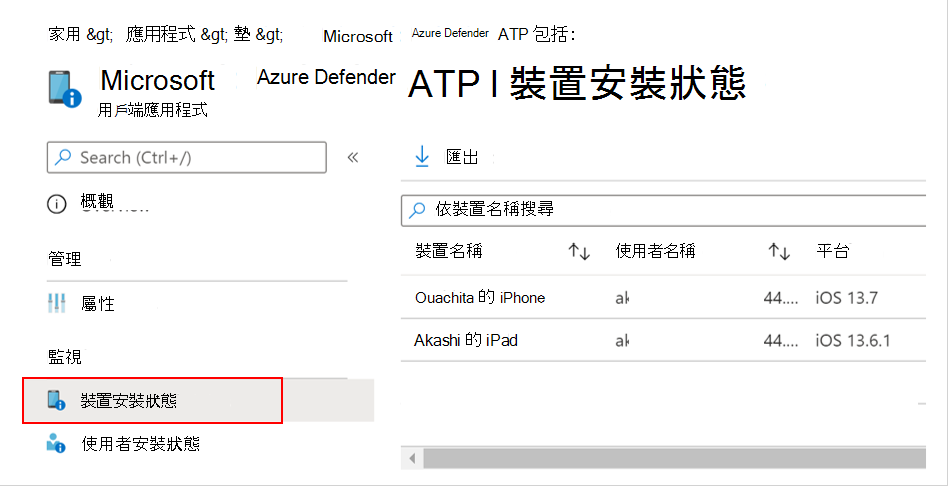 家用 &gt; 應用程式 &gt; 墊 &gt; Microsoft Azure Defender ATP 包括：
Microsoft Azure Defender ATP | 裝置安裝狀態
用戶端應用程式
Search (Ctrl+/)
«
匯出
概觀
依裝置名稱搜尋
管理
裝置名稱 使用者名稱 平台
屬性
Ouachita 的 iPhone ak 44.... iOS 13.7
監視
Akashi 的 iPad ak 44.... iOS 13.6.1
裝置安裝狀態
使用者安裝狀態